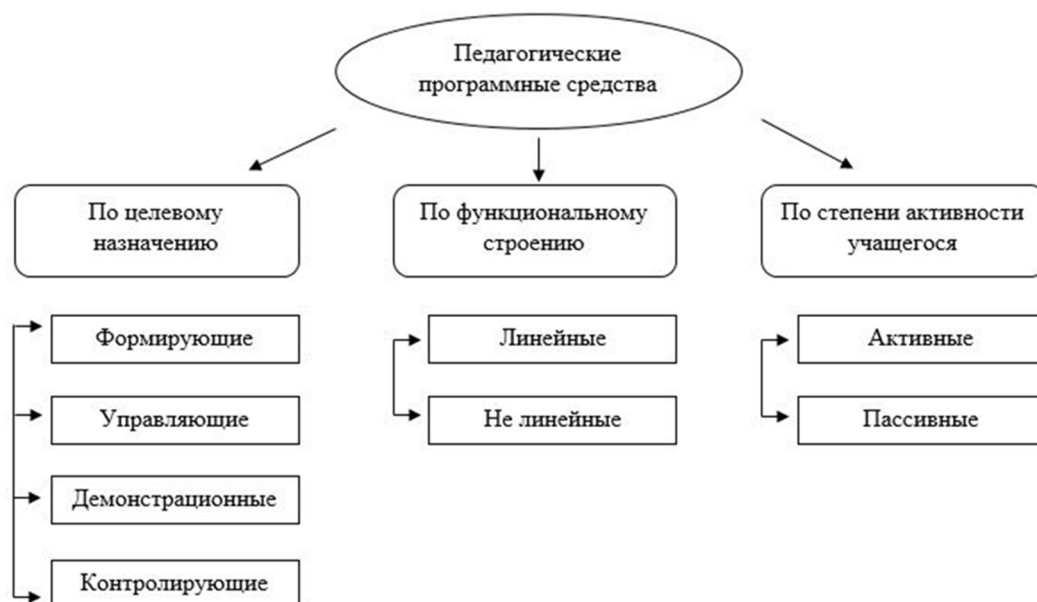 Педагогические
программные средства
По целевому
назначению
По функциональному
строению
По степени активности
учащегося
Формирующие
Линейные
Активные
Управляющие
Не линейные
Пассивные
Демонстрационные
Контролирующие